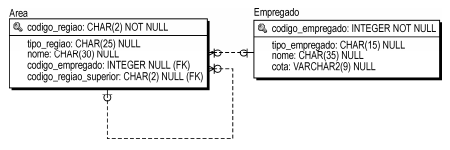 Area
codigo_regiao: CHAR(2) NOT NULL
tipo_regiao: CHAR(25) NULL
nome: CHAR(30) NULL
codigo_empregado: INTEGER NULL (FK)
codigo_regiao_superior: CHAR(2) NULL (FK)
Empregado
codigo_empregado: INTEGER NOT NULL
tipo_empregado: CHAR(15) NULL
nome: CHAR(35) NULL
cota: VARCHAR2(9) NULL